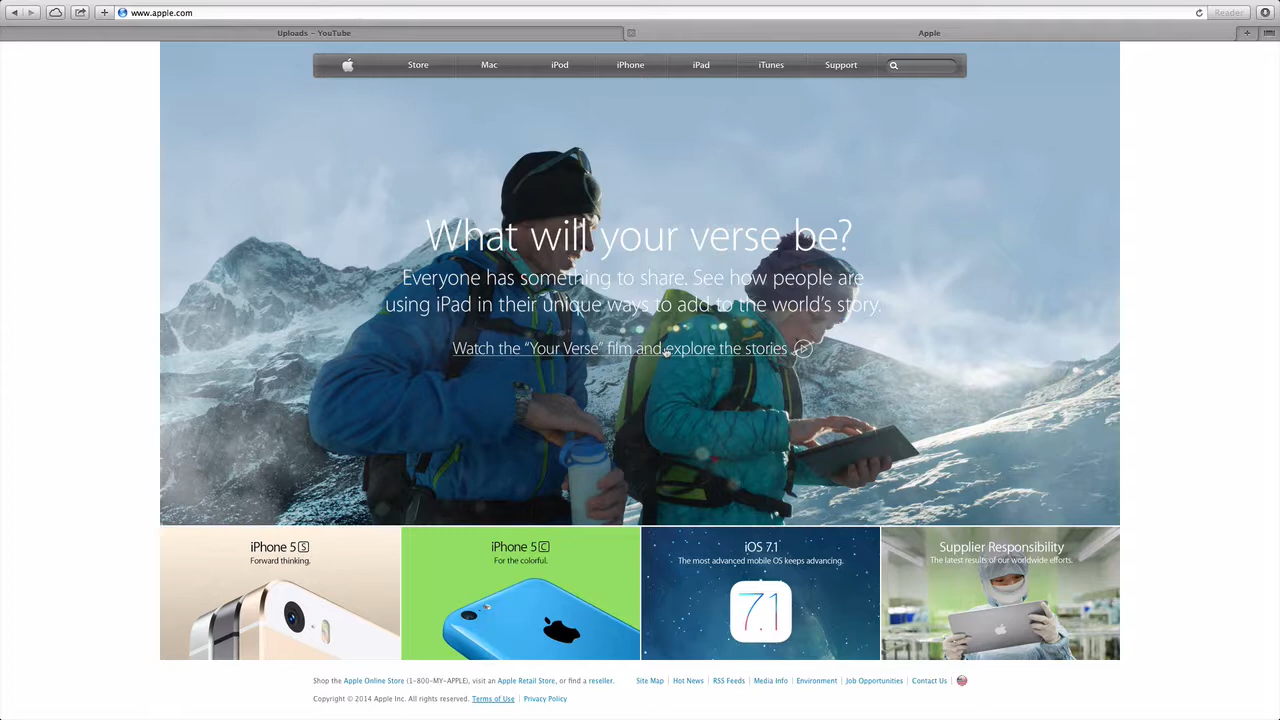 www.apple.com
Reader
Uploads – YouTube
Apple
Store
Mac
iPod
iPhone
iPad
iTunes
Support
What will your verse be?
Everyone has something to share. See how people are
using iPad in their unique ways to add to the world's story.
Watch the “Your Verse” film and explore the stories
iPhone 5S
Forward thinking.
iPhone 5C
For the colorful.
iOS 7.1
The most advanced mobile OS keeps advancing.
7.1
Supplier Responsibility
The latest results of our worldwide efforts.
Shop the Apple Online Store (1-800-MY-APPLE), visit an Apple Retail Store, or find a reseller.
Site Map | Hot News | RSS Feeds | Media Info | Environment | Job Opportunities | Contact Us
Copyright © 2014 Apple Inc. All rights reserved. Terms of Use | Privacy Policy